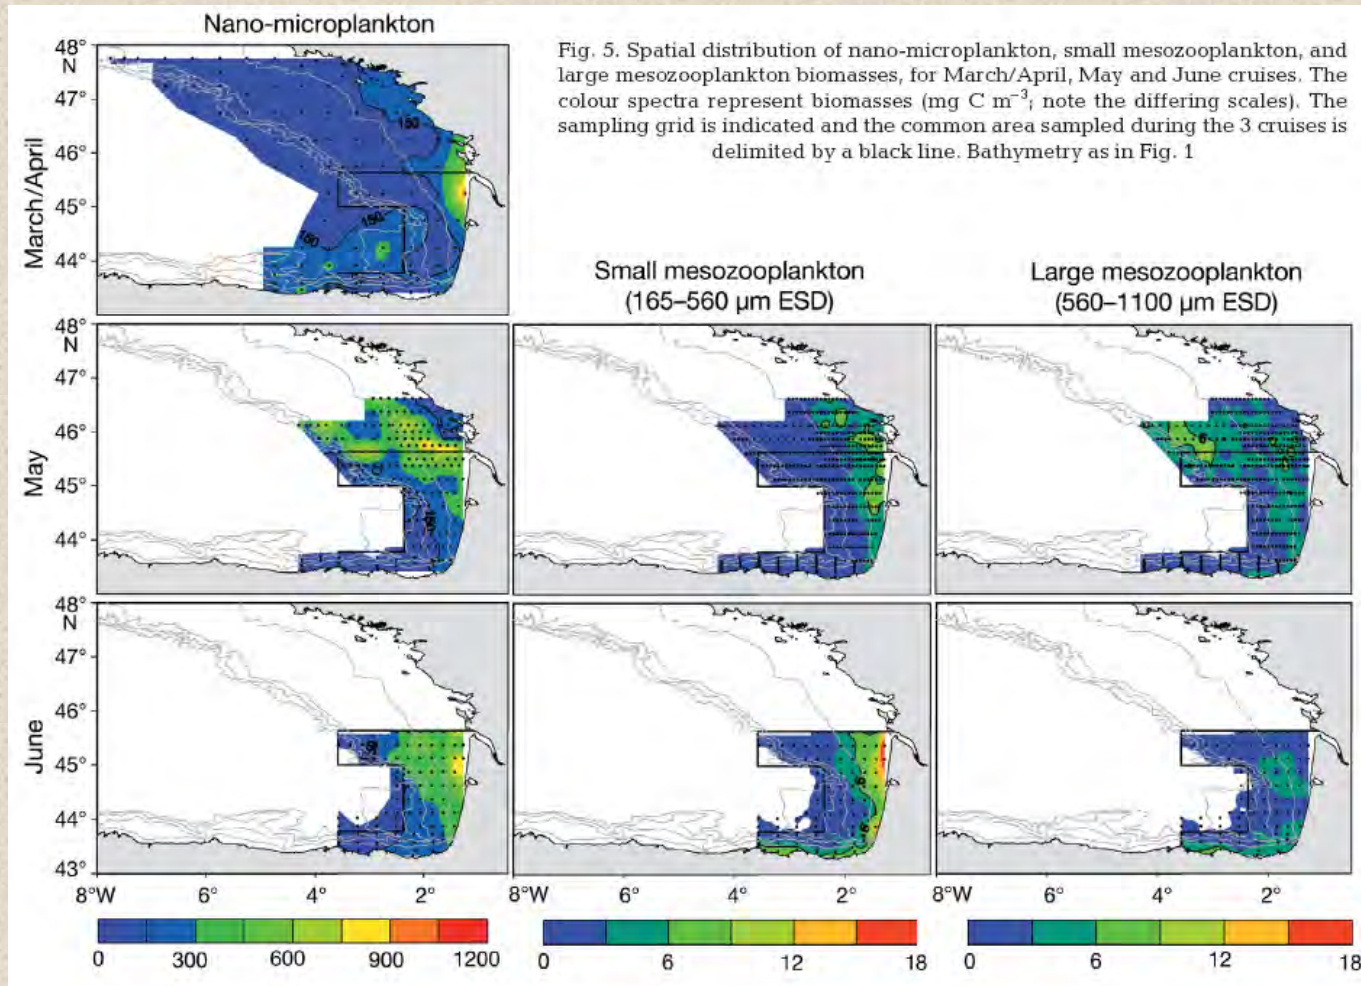 Nano-microplankton
Fig. 5. Spatial distribution of nano-microplankton, small mesozooplankton, and
large mesozooplankton biomasses, for March/April, May and June cruises. The
colour spectra represent biomasses (mg C m⁻³; note the differing scales). The
sampling grid is indicated and the common area sampled during the 3 cruises is
delimited by a black line. Bathymetry as in Fig. 1
March/April
48°
N
47°
46°
45°
44°
150
150
150
Small mesozooplankton
(165–560 µm ESD)
Large mesozooplankton
(560–1100 µm ESD)
May
48°
N
47°
46°
45°
44°
150
6
June
48°
N
47°
46°
45°
44°
43°
150
6
6
8°W 6° 4° 2°
8°W 6° 4° 2°
8°W 6° 4° 2°
0 300 600 900 1200
0 6 12 18
0 6 12 18